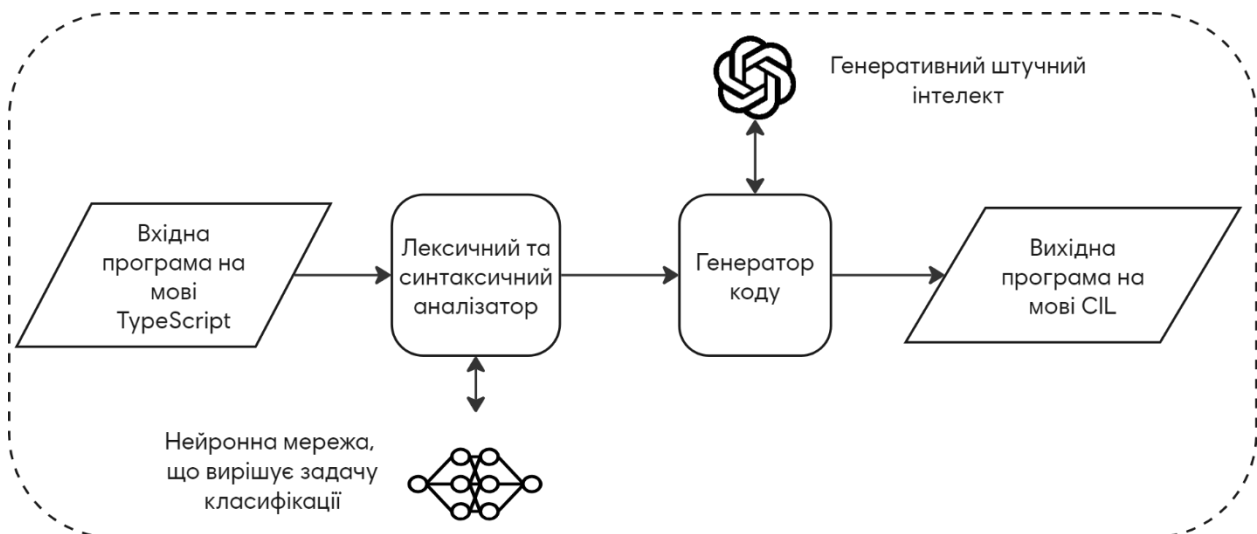 Генеративний штучний
інтелект
Вхідна
програма на
мові
TypeScript
Лексичний та
синтаксичний
аналізатор
Генератор
коду
Вихідна
програма на
мові CIL
Нейронна мережа,
що вирішує задачу
класифікації